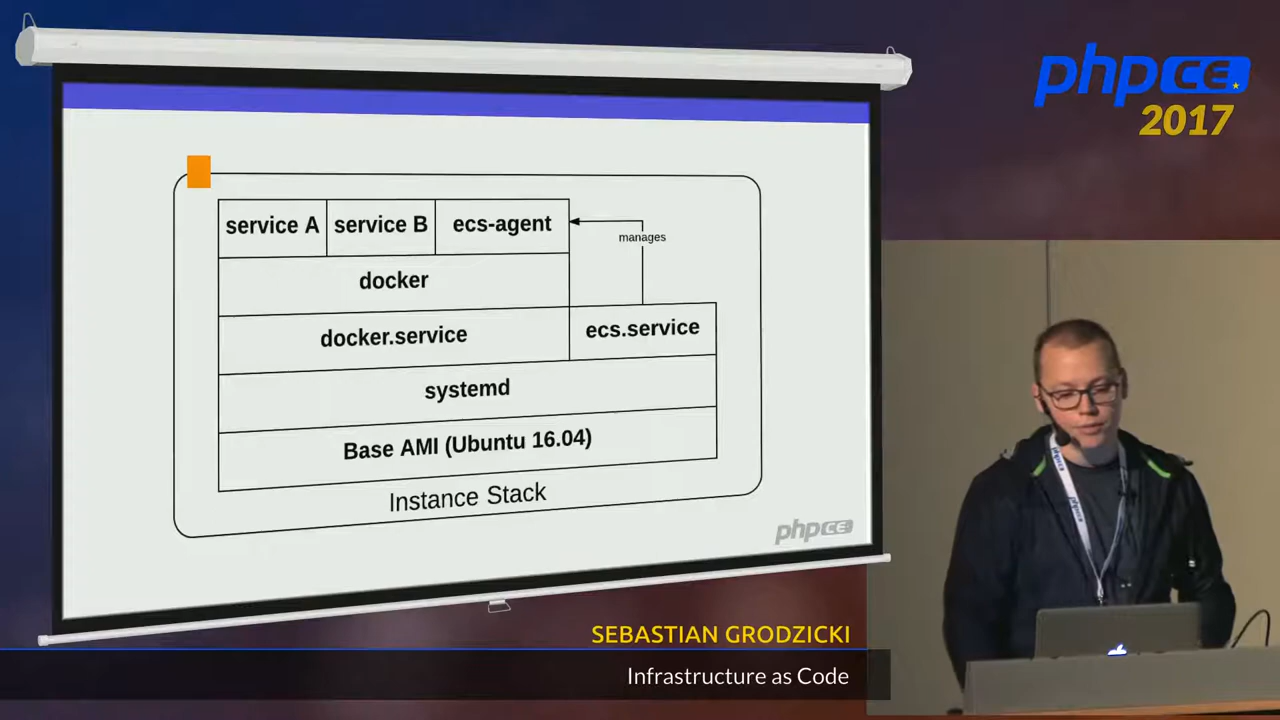 phpCE
2017
service A
service B
ecs-agent
manages
docker
docker.service
ecs.service
systemd
Base AMI (Ubuntu 16.04)
Instance Stack
phpCE
SEBASTIAN GRODZICKI
Infrastructure as Code